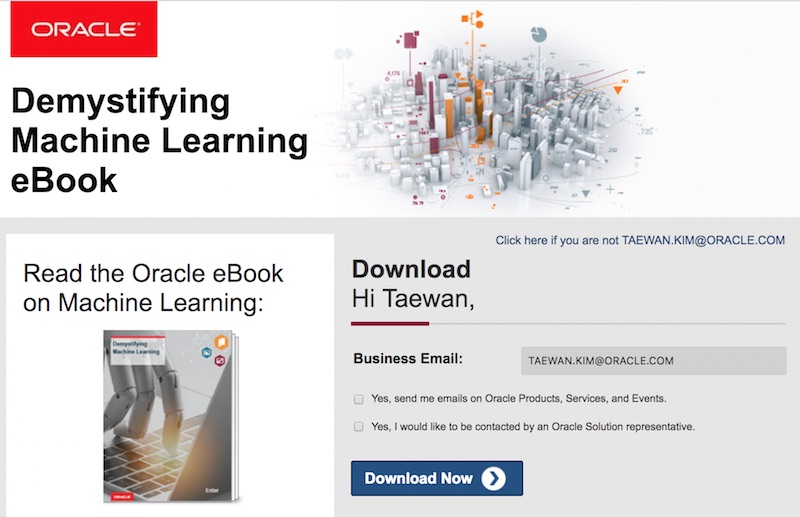 ORACLE
Demystifying
Machine Learning
eBook
4,175
Click here if you are not TAEWAN.KIM@ORACLE.COM
Read the Oracle eBook
on Machine Learning:
Demystifying
Machine Learning
ORACLE
Enter
Download
Hi Taewan,
Business Email:
TAEWAN.KIM@ORACLE.COM
Yes, send me emails on Oracle Products, Services, and Events.
Yes, I would like to be contacted by an Oracle Solution representative.
Download Now